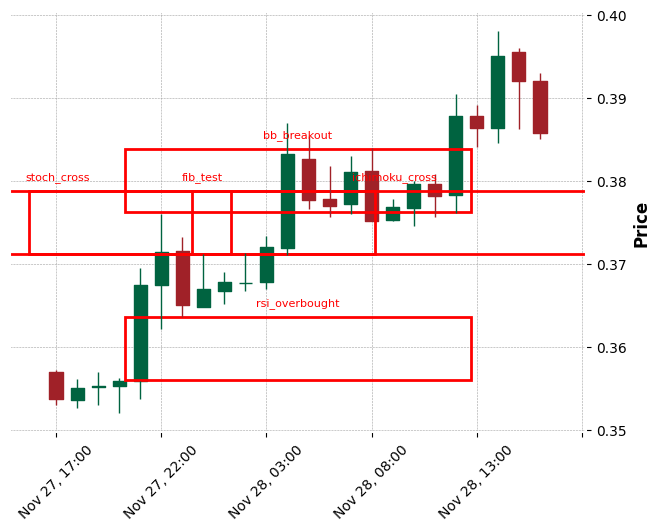 0.40
0.39
bb_breakout
stoch_cross
fib_test
0.38
0.37
Price
rsi_overbought
0.36
0.35
Nov 27, 17:00
Nov 27, 22:00
Nov 28, 03:00
Nov 28, 08:00
Nov 28, 13:00